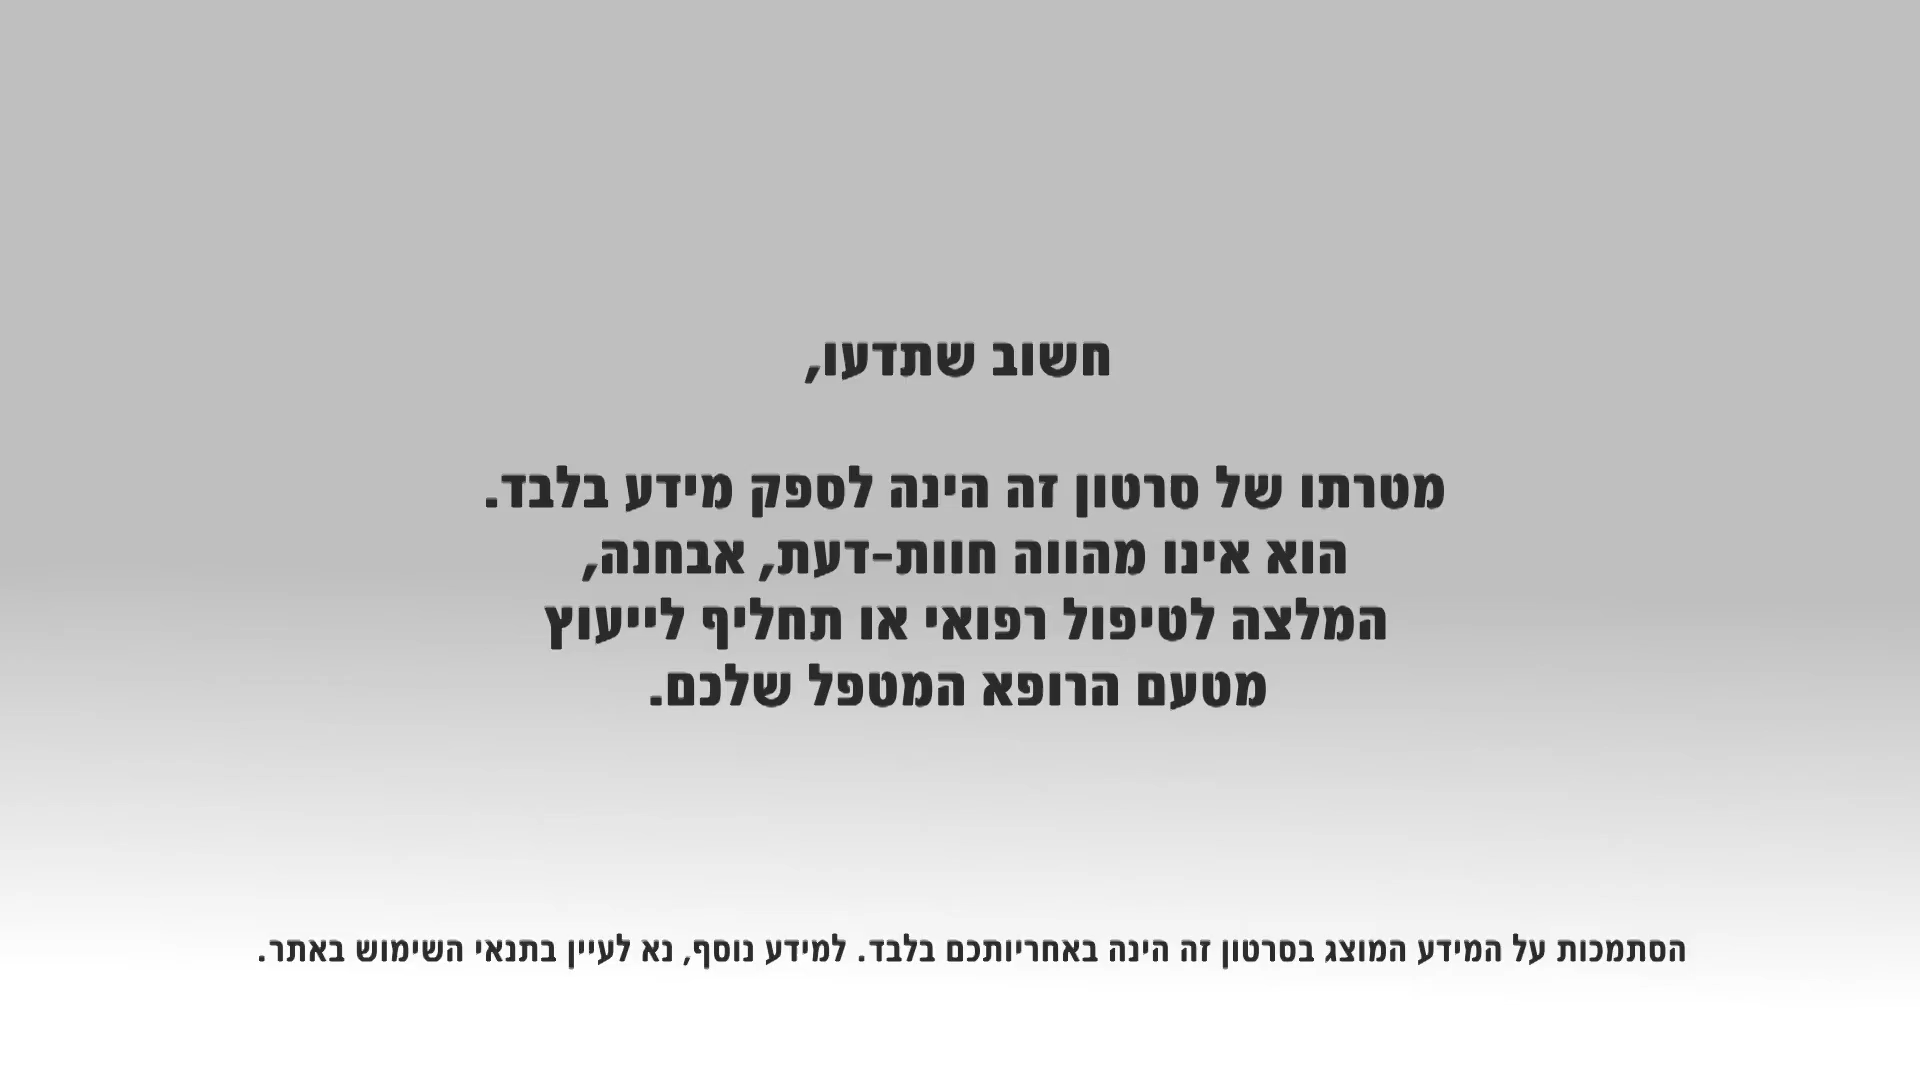 חשוב שתדעו,
מטרתו של סרטון זה הינה לספק מידע בלבד.
הוא אינו מהווה חוות-דעת, אבחנה,
המלצה לטיפול רפואי או תחליף לייעוץ
מטעם הרופא המטפל שלכם.
הסתמכות על המידע המוצג בסרטון זה הינה באחריותכם בלבד. למידע נוסף, נא לעיין בתנאי השימוש באתר.